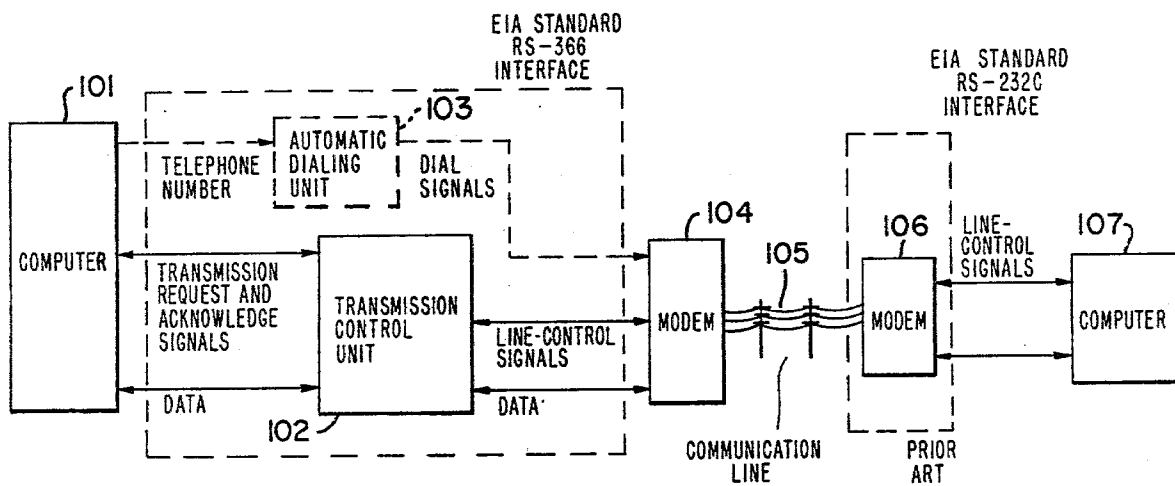 EIA STANDARD
RS-366
INTERFACE
EIA STANDARD
RS-232C
INTERFACE
101
103
AUTOMATIC
DIALING
UNIT
TELEPHONE
NUMBER
DIAL
SIGNALS
104
106
LINE-
CONTROL
SIGNALS
107
105
COMPUTER
TRANSMISSION
REQUEST AND
ACKNOWLEDGE
SIGNALS
TRANSMISSION
CONTROL
UNIT
LINE-CONTROL
SIGNALS
MODEM
MODEM
COMPUTER
DATA
102
DATA
COMMUNICATION
LINE
PRIOR
ART